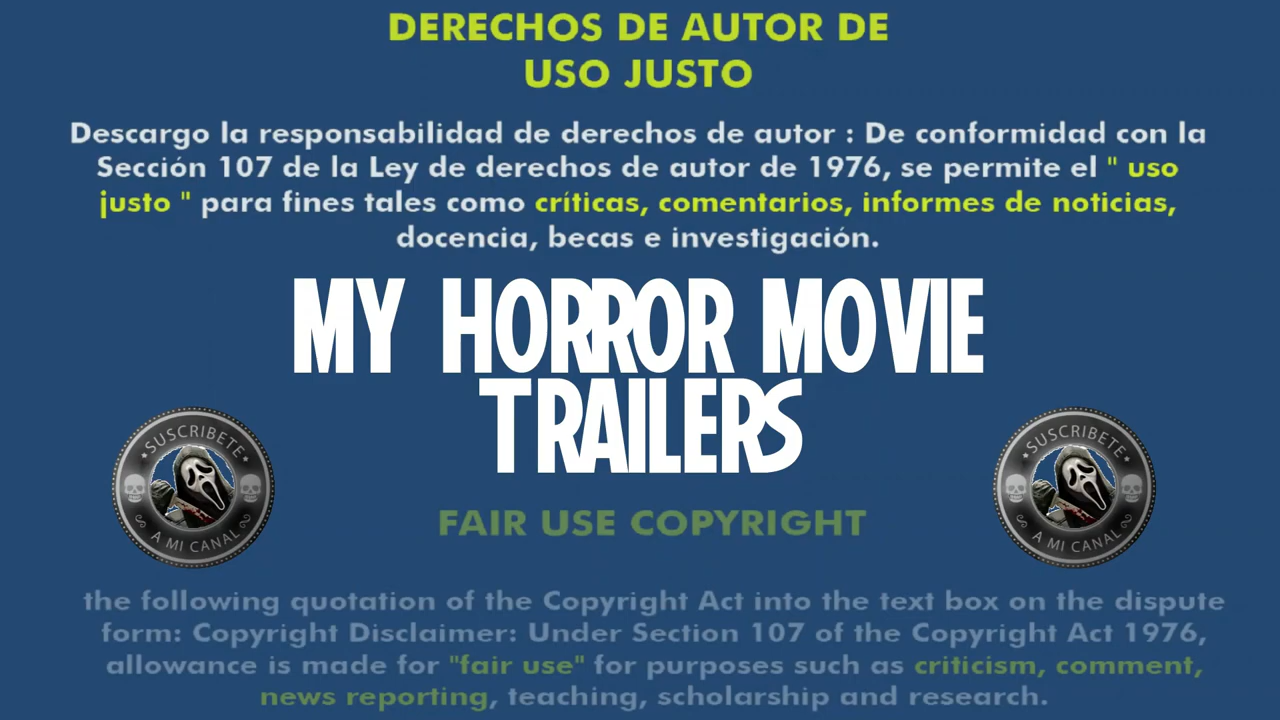 DERECHOS DE AUTOR DE
USO JUSTO
Descargo la responsabilidad de derechos de autor : De conformidad con la
Sección 107 de la Ley de derechos de autor de 1976, se permite el " uso
justo " para fines tales como críticas, comentarios, informes de noticias,
docencia, becas e investigación.
MY HORROR MOVIE
TRAILERS
SUSCRIBETE
A MI CANAL
SUSCRIBETE
A MI CANAL
FAIR USE COPYRIGHT
the following quotation of the Copyright Act into the text box on the dispute
form: Copyright Disclaimer: Under Section 107 of the Copyright Act 1976,
allowance is made for "fair use" for purposes such as criticism, comment,
news reporting, teaching, scholarship and research.